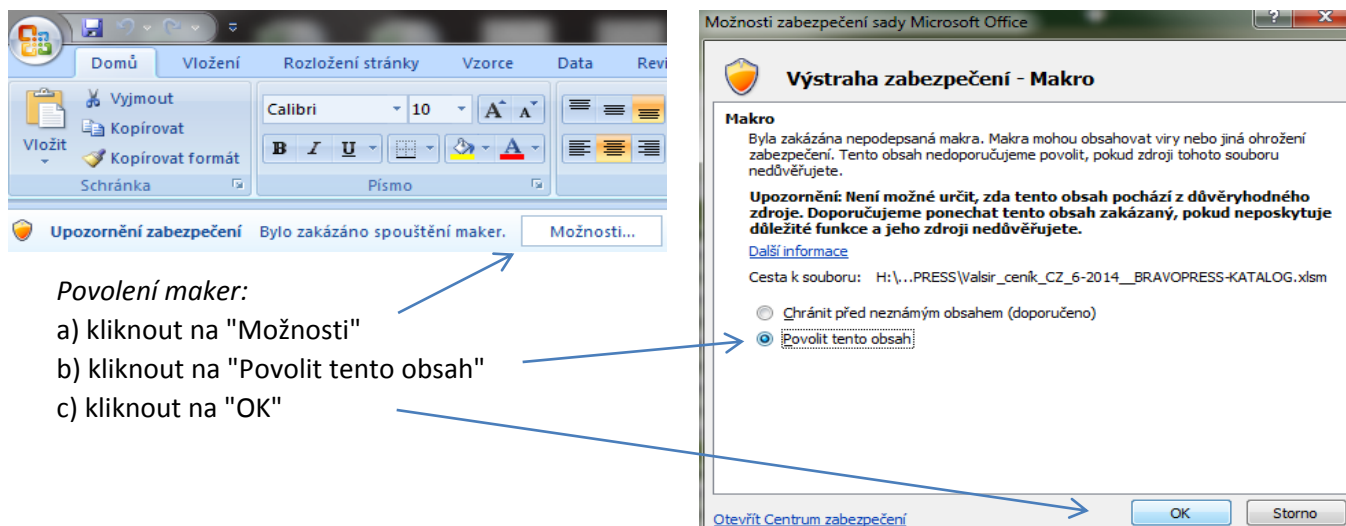 Domů Vložení Rozložení stránky Vzorce Data Revi
Vložit
Vyjmout
Kopírovat
Kopírovat formát
Schránka
Calibri 10 A A
B I U A
Písmo
Upozornění zabezpečení Bylo zakázáno spouštění maker. Možnosti...
Povolení maker:
a) kliknout na "Možnosti"
b) kliknout na "Povolit tento obsah"
c) kliknout na "OK"
Možnosti zabezpečení sady Microsoft Office
Výstraha zabezpečení - Makro
Makro
Byla zakázána nepodepsaná makra. Makra mohou obsahovat viry nebo jiná ohrožení
zabezpečení. Tento obsah nedoporučujeme povolit, pokud zdroji tohoto souboru
nedůvěřujete.
Upozornění: Není možné určit, zda tento obsah pochází z důvěryhodného
zdroje. Doporučujeme ponechat tento obsah zakázaný, pokud neposkytuje
důležité funkce a jeho zdroji nedůvěřujete.
Další informace
Cesta k souboru: H:\...PRESS\Valsir_ceník_CZ_6-2014__BRAVOPRESS-KATALOG.xlsm
Chránit před neznámým obsahem (doporučeno)
Povolit tento obsah
Otevřít Centrum zabezpečení
OK Storno